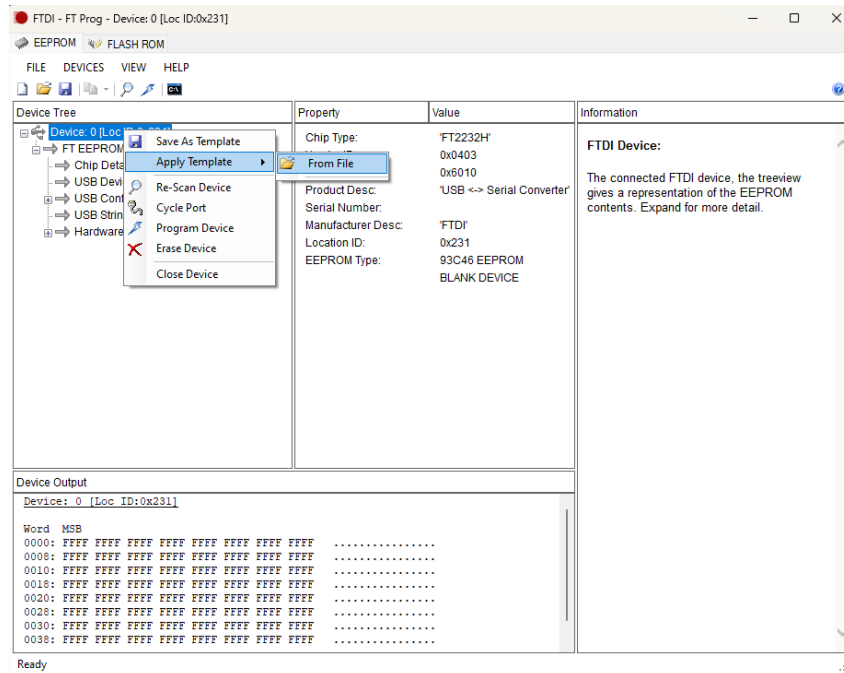 FTDI - FT Prog - Device: 0 [Loc ID:0x231]
EEPROM FLASH ROM
FILE DEVICES VIEW HELP
Device Tree
Device: 0 [Loc
FT EEPROM
Chip Deta
USB Devi
USB Conf
USB Strin
Hardware
Save As Template
Apply Template
From File
Re-Scan Device
Cycle Port
Program Device
Erase Device
Close Device
Property Value
Chip Type: 'FT2232H'
0x0403
0x6010
Product Desc: 'USB <-> Serial Converter'
Serial Number:
Manufacturer Desc: 'FTDI'
Location ID: 0x231
EEPROM Type: 93C46 EEPROM
BLANK DEVICE
Information
FTDI Device:
The connected FTDI device, the treeview
gives a representation of the EEPROM
contents. Expand for more detail.
Device Output
Device: 0 [Loc ID:0x231]
Word MSB
0000: FFFF FFFF FFFF FFFF FFFF FFFF FFFF FFFF ................
0008: FFFF FFFF FFFF FFFF FFFF FFFF FFFF FFFF ................
0010: FFFF FFFF FFFF FFFF FFFF FFFF FFFF FFFF ................
0018: FFFF FFFF FFFF FFFF FFFF FFFF FFFF FFFF ................
0020: FFFF FFFF FFFF FFFF FFFF FFFF FFFF FFFF ................
0028: FFFF FFFF FFFF FFFF FFFF FFFF FFFF FFFF ................
0030: FFFF FFFF FFFF FFFF FFFF FFFF FFFF FFFF ................
0038: FFFF FFFF FFFF FFFF FFFF FFFF FFFF FFFF ................
Ready